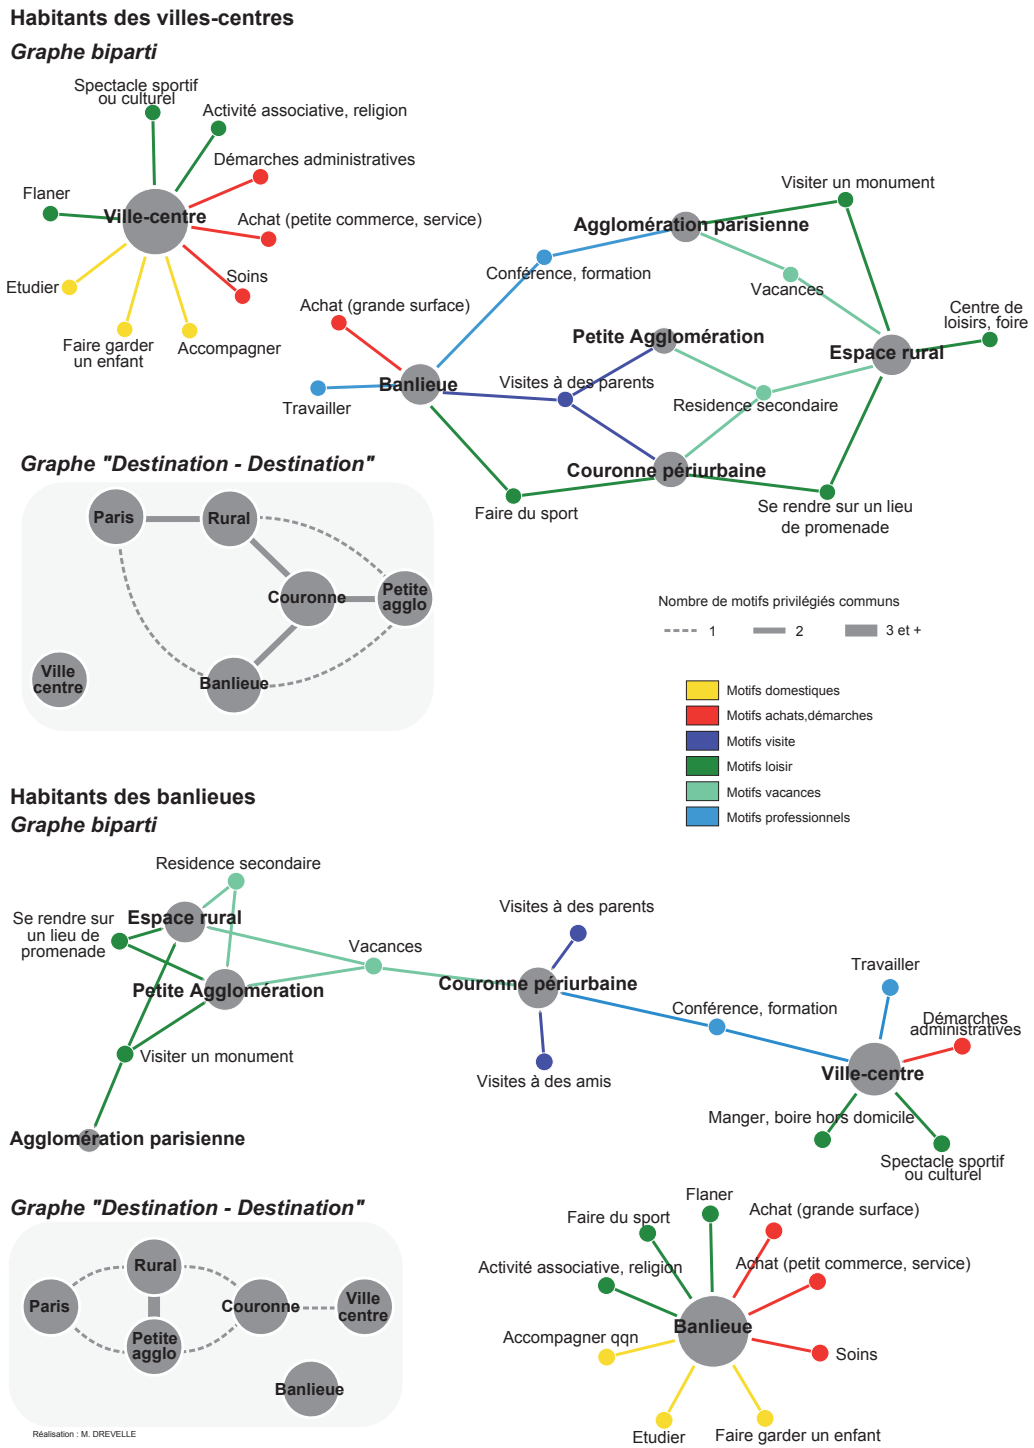 Habitants des villes-centres
Graphe biparti
Spectacle sportif
ou culturel
Activité associative, religion
Démarches administratives
Flaner
Ville-centre
Achat (petite commerce, service)
Etudier
Soins
Faire garder
un enfant
Accompagner
Visiter un monument
Agglomération parisienne
Conférence, formation
Vacances
Achat (grande surface)
Centre de
loisirs, foire
Petite Agglomération
Espace rural
Banlieue
Visites à des parents
Travailler
Residence secondaire
Couronne périurbaine
Faire du sport
Se rendre sur un lieu
de promenade
Graphe "Destination - Destination"
Paris
Rural
Couronne
Petite
agglo
Ville
centre
Banlieue
Nombre de motifs privilégiés communs
1
2
3 et +
Motifs domestiques
Motifs achats,démarches
Motifs visite
Motifs loisir
Motifs vacances
Motifs professionnels
Habitants des banlieues
Graphe biparti
Residence secondaire
Espace rural
Se rendre sur
un lieu de
promenade
Vacances
Petite Agglomération
Visiter un monument
Agglomération parisienne
Visites à des parents
Couronne périurbaine
Visites à des amis
Conférence, formation
Travailler
Démarches
administratives
Ville-centre
Manger, boire hors domicile
Spectacle sportif
ou culturel
Graphe "Destination - Destination"
Rural
Paris
Couronne
Ville
centre
Petite
agglo
Banlieue
Flaner
Achat (grande surface)
Faire du sport
Activité associative, religion
Achat (petit commerce, service)
Banlieue
Accompagner qqn
Soins
Etudier
Faire garder un enfant
Réalisation : M. DREVELLE